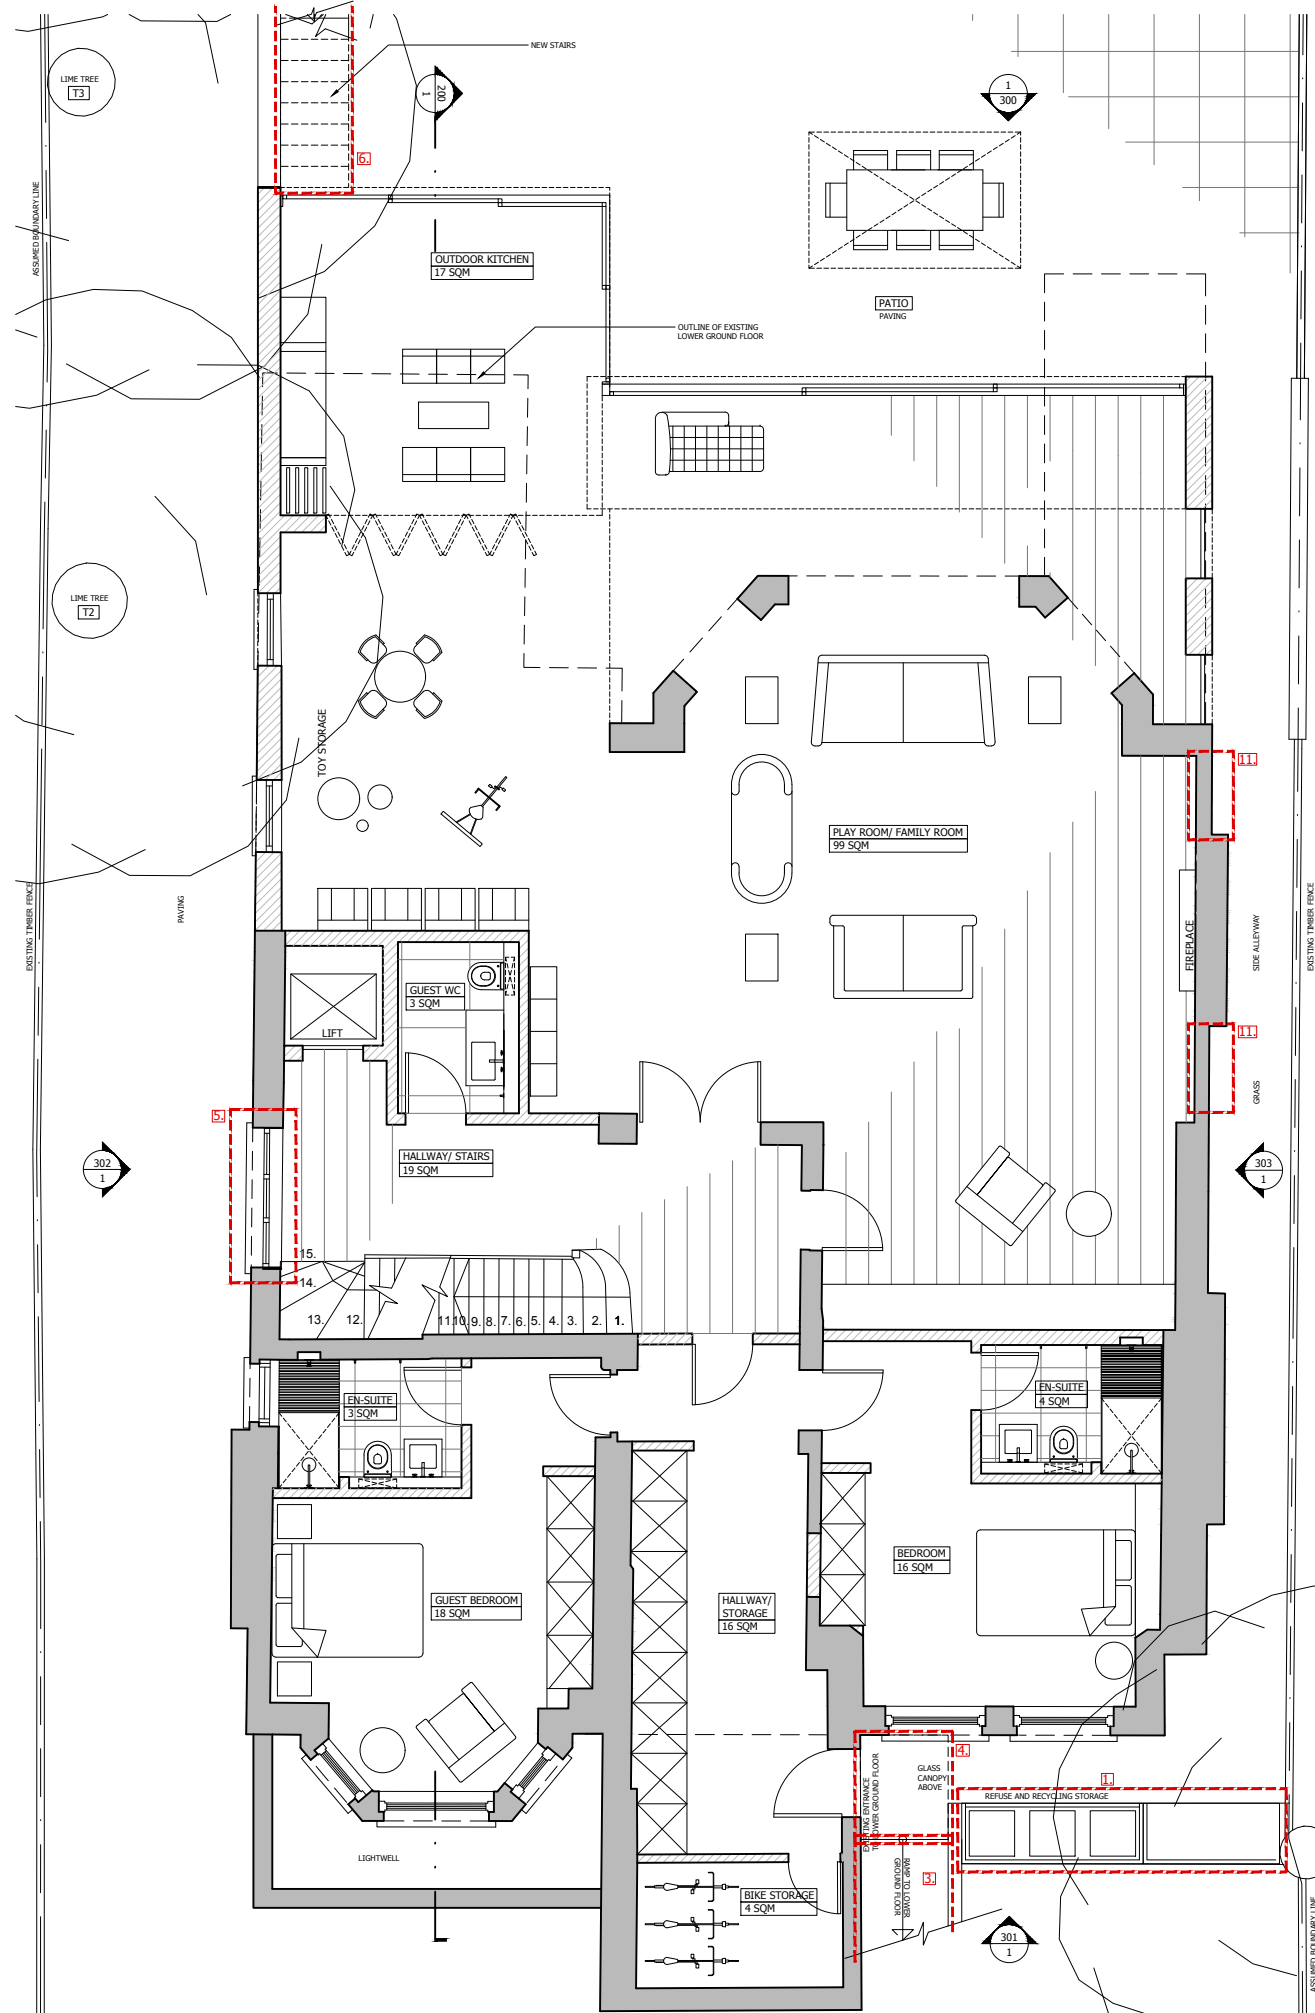 NEW STAIRS
LIME TREE
T3
200
1
1
300
6.
ASSUMED BOUNDARY LINE
OUTDOOR KITCHEN
17 SQM
PATIO
PAVING
OUTLINE OF EXISTING
LOWER GROUND FLOOR
LIME TREE
T2
TOY STORAGE
11.
PLAY ROOM/ FAMILY ROOM
99 SQM
EXISTING TIMBER FENCE
PAVING
FIREPLACE
SIDE ALLEYWAY
EXISTING TIMBER FENCE
GUEST WC
3 SQM
LIFT
11.
GRASS
5.
302
1
HALLWAY/ STAIRS
19 SQM
303
1
15.
14.
13.
12.
11.
10.
9.
8.
7.
6.
5.
4.
3.
2.
1.
EN-SUITE
3 SQM
EN-SUITE
4 SQM
BEDROOM
16 SQM
GUEST BEDROOM
18 SQM
HALLWAY/
STORAGE
16 SQM
4.
GLASS
CANOPY
ABOVE
EXISTING ENTRANCE
TO LOWER GROUND FLOOR
1.
REFUSE AND RECYCLING STORAGE
LIGHTWELL
RAMP TO LOWER
GROUND FLOOR
3.
BIKE STORAGE
4 SQM
301
1
ASSUMED BOUNDARY LINE